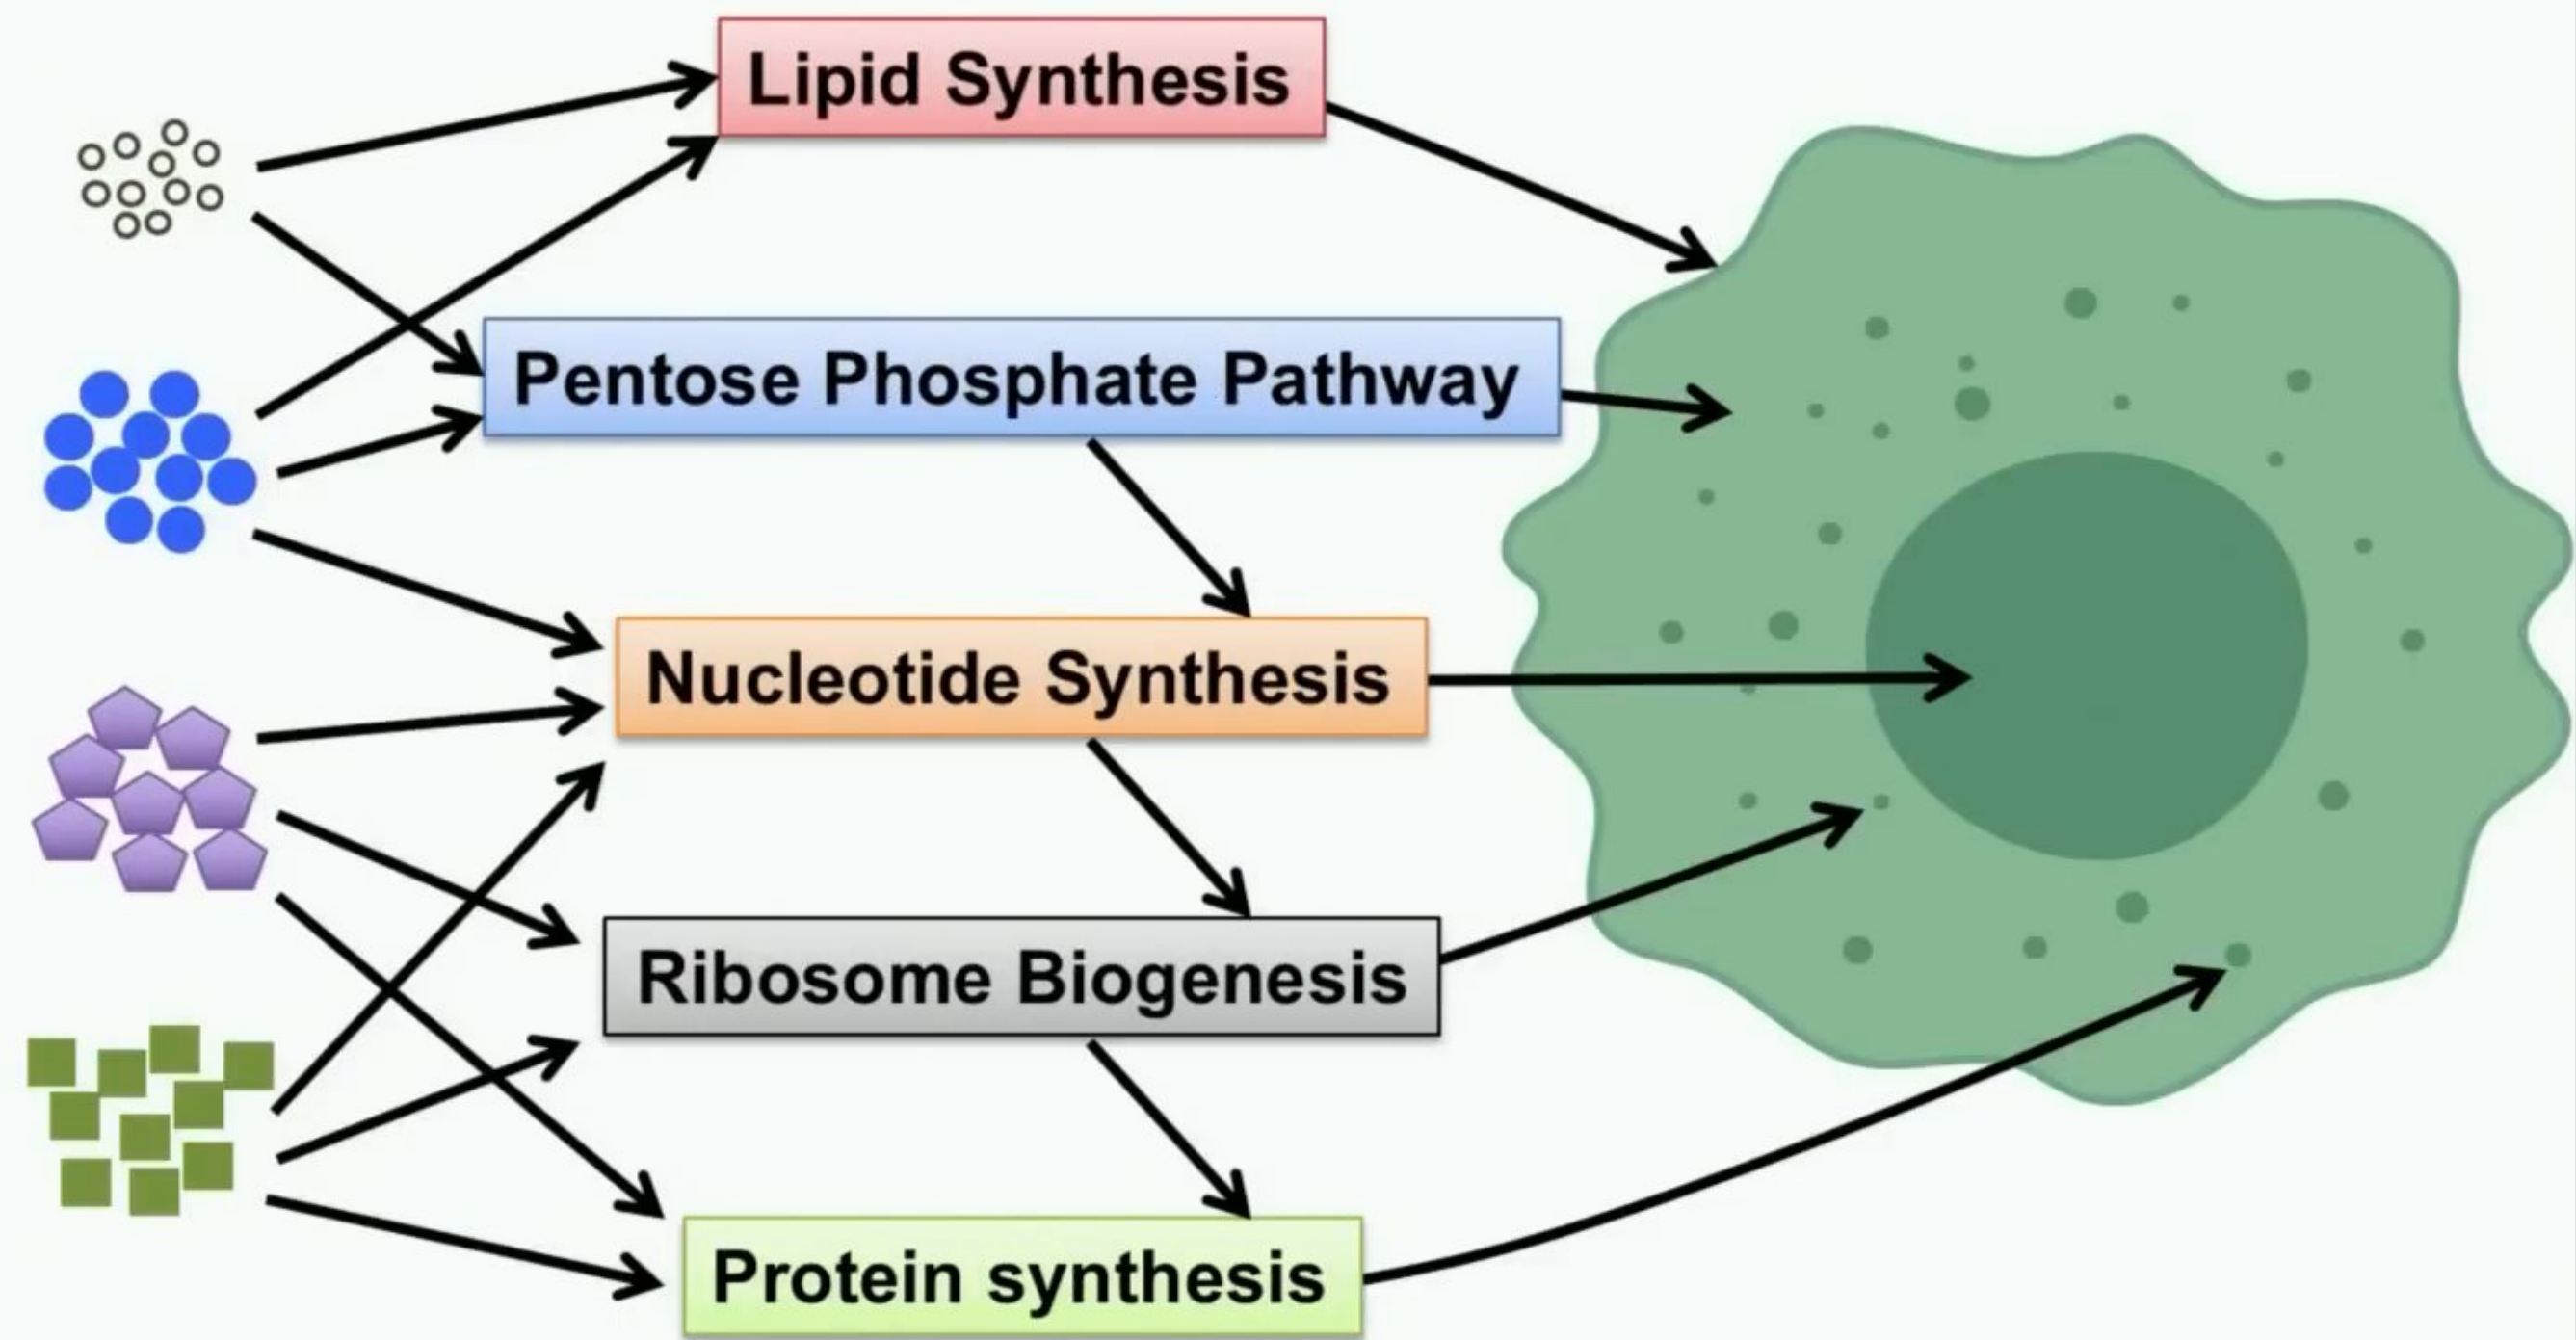 Lipid Synthesis
Pentose Phosphate Pathway
Nucleotide Synthesis
Ribosome Biogenesis
Protein synthesis